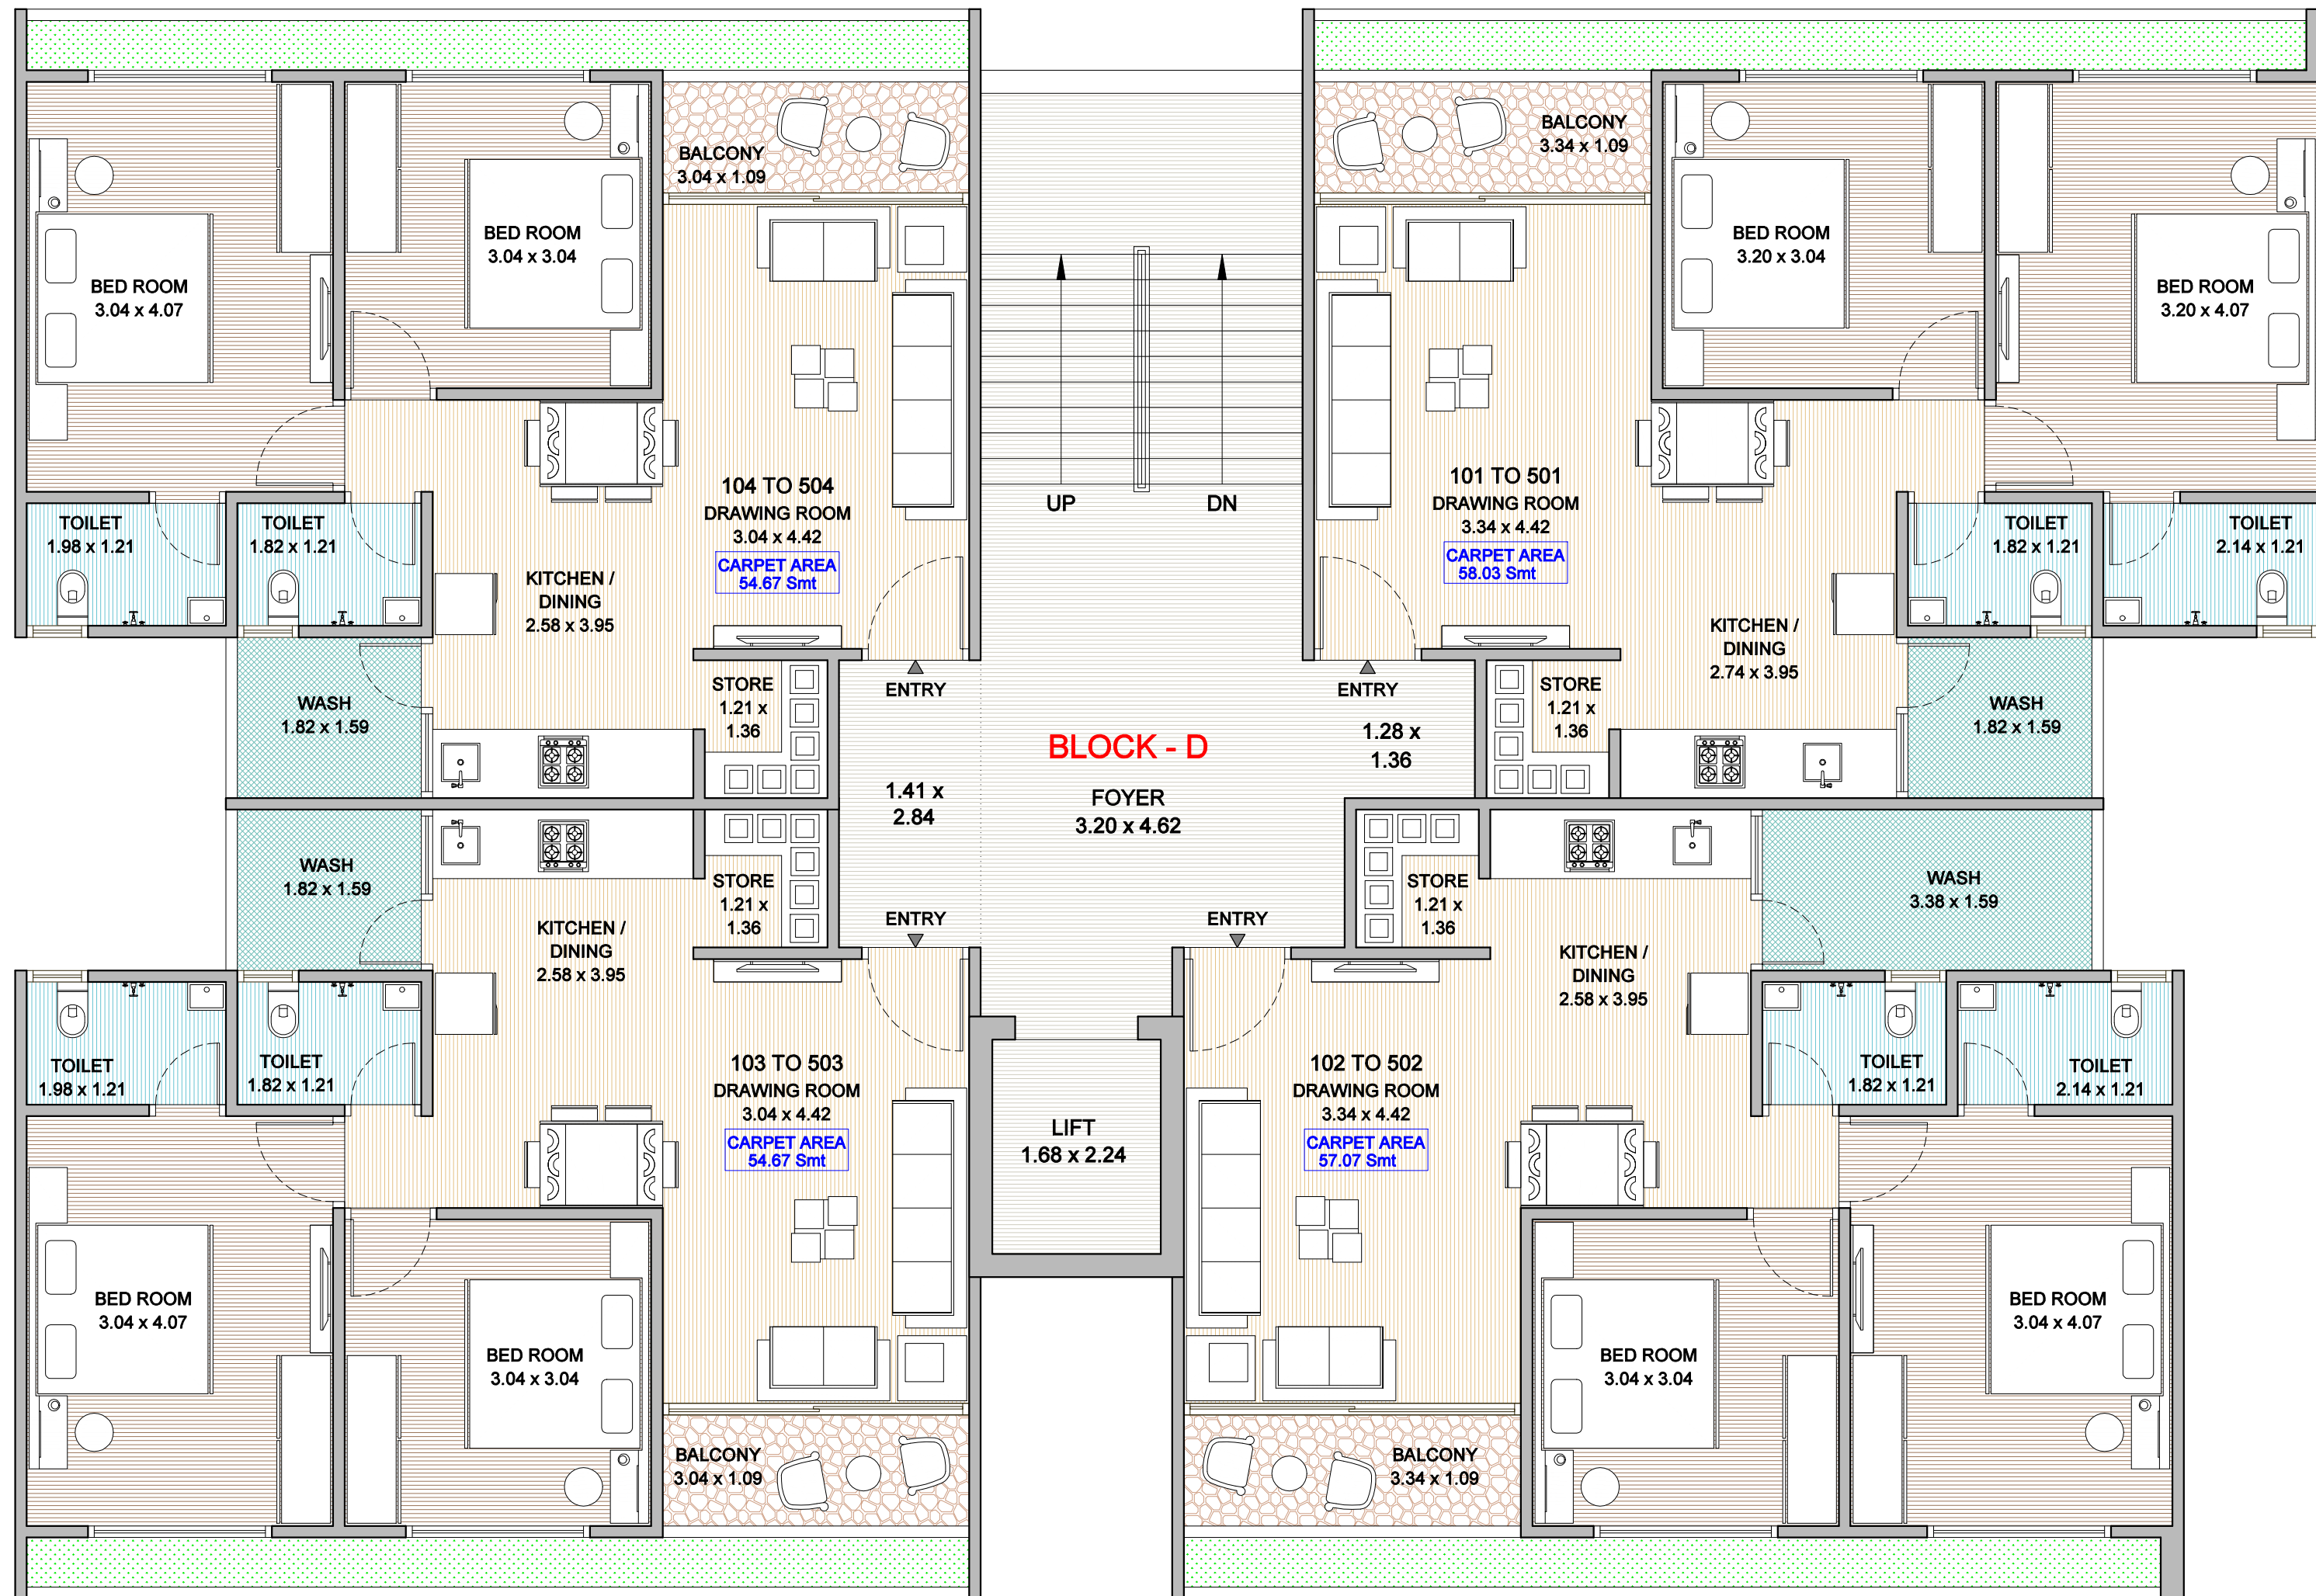 BALCONY
3.04 x 1.09
BED ROOM
3.04 x 3.04
BED ROOM
3.04 x 4.07
104 TO 504
DRAWING ROOM
3.04 x 4.42
CARPET AREA
54.67 Smt
TOILET
1.98 x 1.21
TOILET
1.82 x 1.21
KITCHEN /
DINING
2.58 x 3.95
WASH
1.82 x 1.59
STORE
1.21 x
1.36
ENTRY
UP
DN
BALCONY
3.34 x 1.09
BED ROOM
3.20 x 3.04
BED ROOM
3.20 x 4.07
101 TO 501
DRAWING ROOM
3.34 x 4.42
CARPET AREA
58.03 Smt
TOILET
1.82 x 1.21
TOILET
2.14 x 1.21
KITCHEN /
DINING
2.74 x 3.95
STORE
1.21 x
1.36
WASH
1.82 x 1.59
ENTRY
1.28 x
1.36
BLOCK - D
1.41 x
2.84
FOYER
3.20 x 4.62
WASH
1.82 x 1.59
STORE
1.21 x
1.36
ENTRY
KITCHEN /
DINING
2.58 x 3.95
TOILET
1.98 x 1.21
TOILET
1.82 x 1.21
103 TO 503
DRAWING ROOM
3.04 x 4.42
CARPET AREA
54.67 Smt
BED ROOM
3.04 x 4.07
BED ROOM
3.04 x 3.04
BALCONY
3.04 x 1.09
LIFT
1.68 x 2.24
ENTRY
STORE
1.21 x
1.36
WASH
3.38 x 1.59
KITCHEN /
DINING
2.58 x 3.95
TOILET
1.82 x 1.21
TOILET
2.14 x 1.21
102 TO 502
DRAWING ROOM
3.34 x 4.42
CARPET AREA
57.07 Smt
BED ROOM
3.04 x 3.04
BED ROOM
3.04 x 4.07
BALCONY
3.34 x 1.09